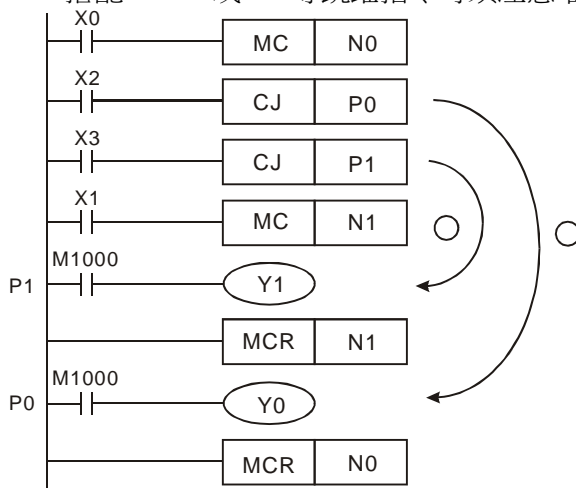 X0
MC N0
X2
CJ P0
X3
CJ P1
X1
MC N1
M1000
P1 Y1
MCR N1
M1000
P0 Y0
MCR N0